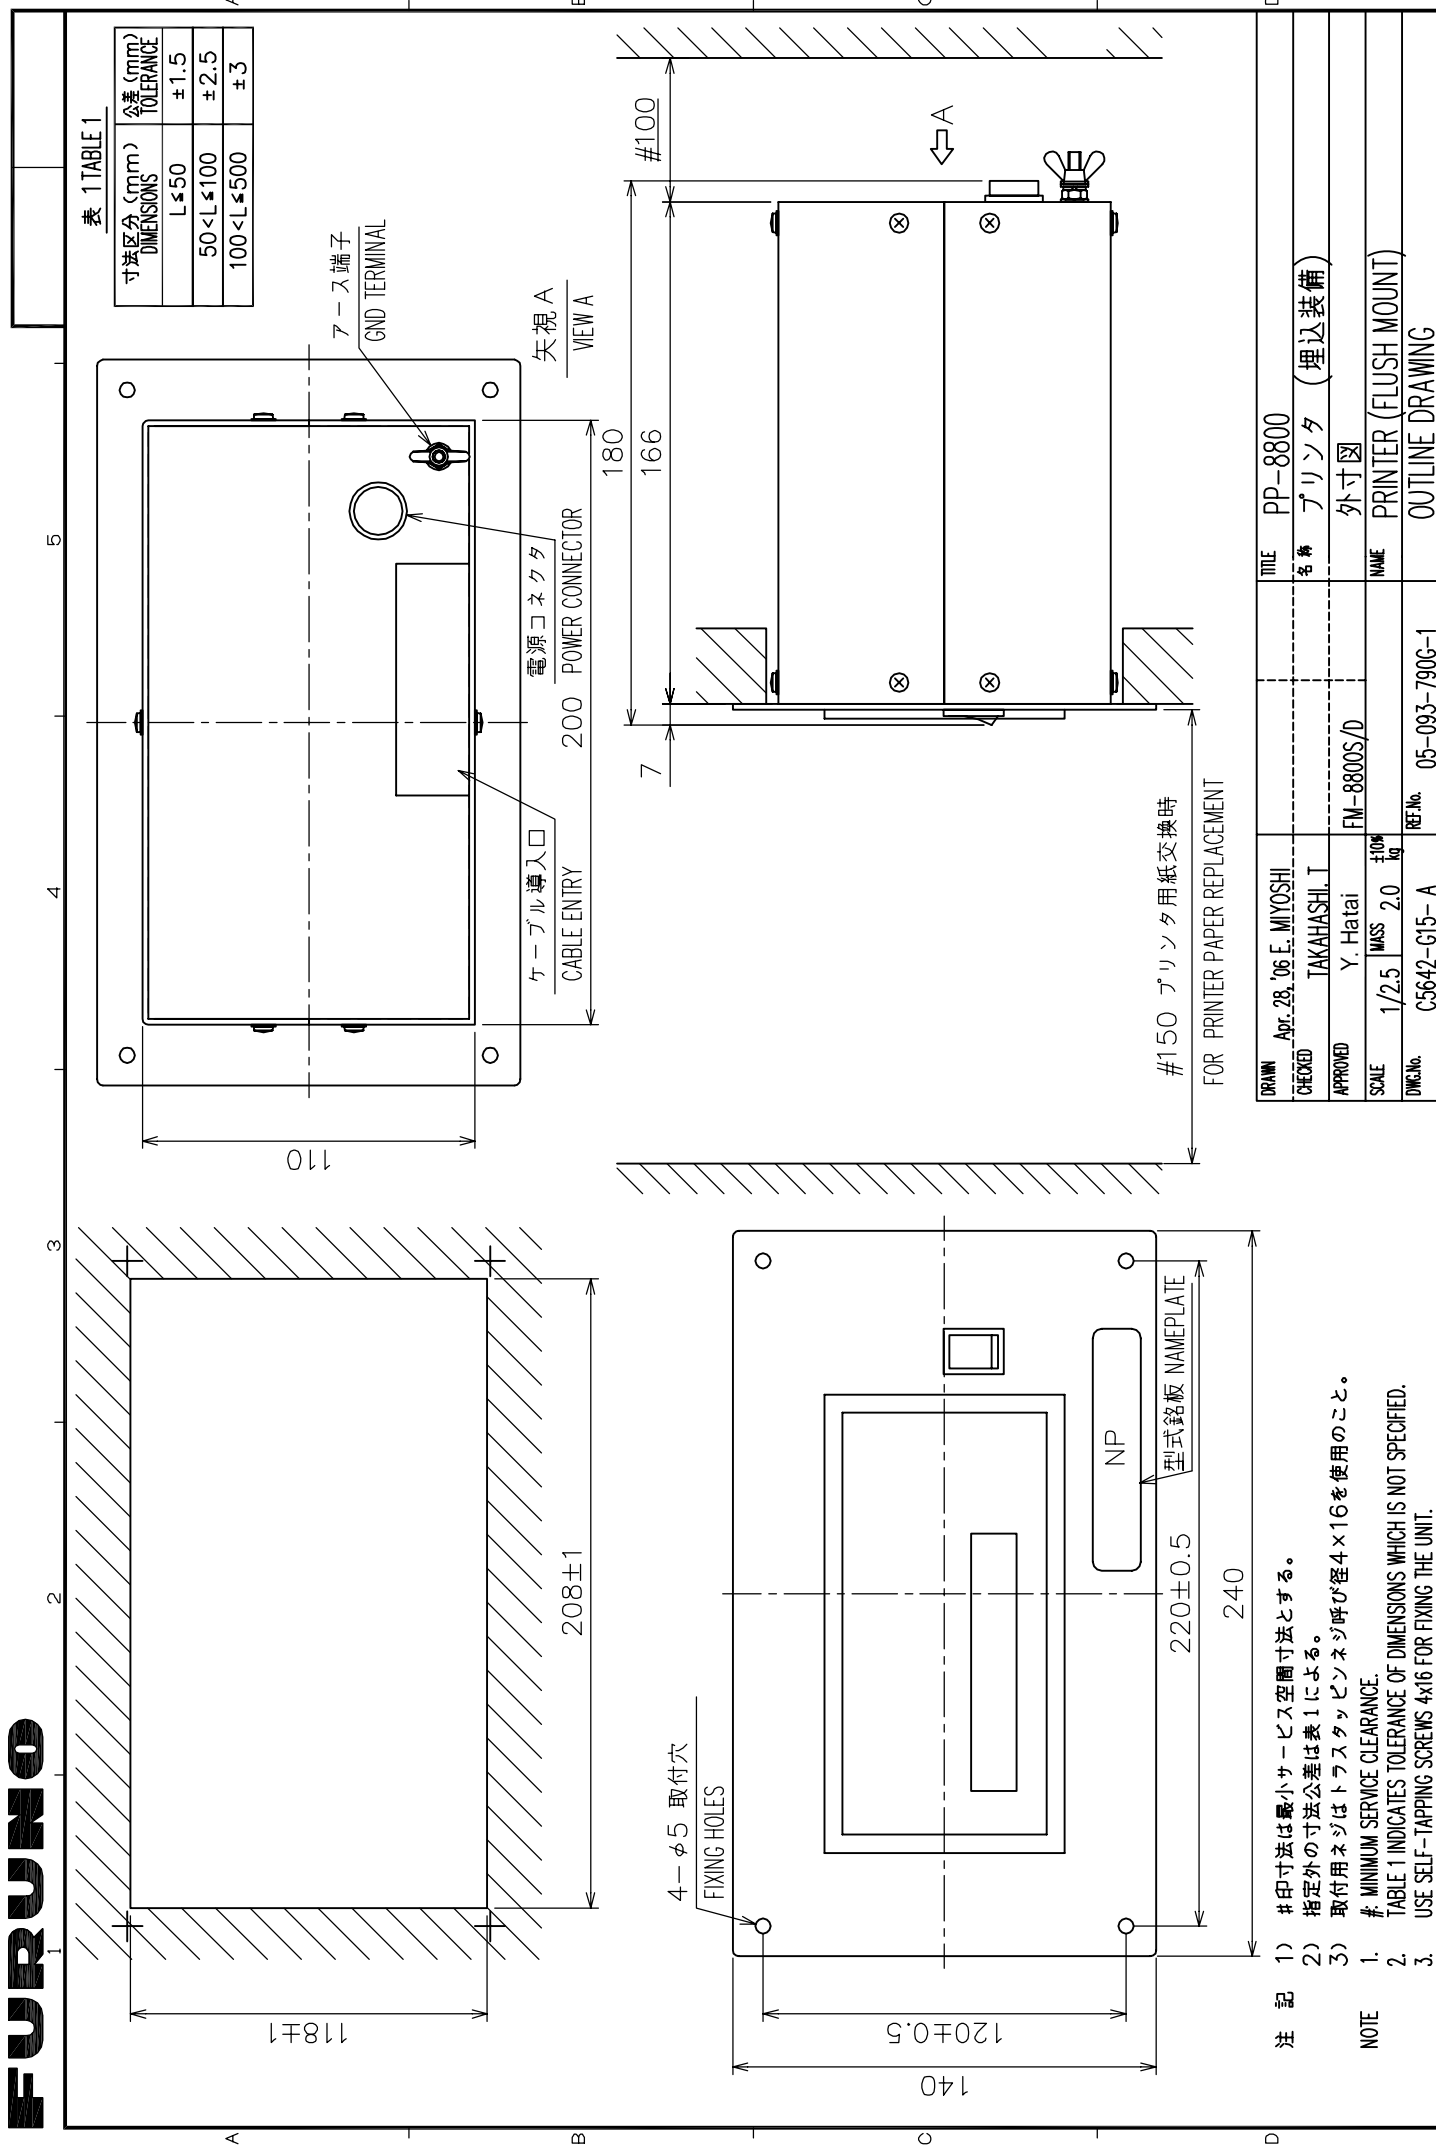 FURUNO
1
2
3
4
5
A
B
C
D
A
B
C
D
表 1 TABLE 1
寸法区分 (mm)
DIMENSIONS
公差 (mm)
TOLERANCE
L≦50
±1.5
50<L≦100
±2.5
100<L≦500
±3
118±1
208±1
110
アース端子
GND TERMINAL
矢視 A
VIEW A
電源コネクタ
200
POWER CONNECTOR
ケーブル導入口
CABLE ENTRY
180
166
#100
7
A
#150 プリンタ用紙交換時
FOR PRINTER PAPER REPLACEMENT
4-φ5 取付穴
FIXING HOLES
NP
型式銘板 NAMEPLATE
120±0.5
140
220±0.5
240
注 記 1) #印寸法は最小サービス空間寸法とする。
2) 指定外の寸法公差は表1による。
3) 取付用ネジはトラスタッピンネジ呼び径4×16を使用のこと。
NOTE 1. #: MINIMUM SERVICE CLEARANCE.
2. TABLE 1 INDICATES TOLERANCE OF DIMENSIONS WHICH IS NOT SPECIFIED.
3. USE SELF-TAPPING SCREWS 4x16 FOR FIXING THE UNIT.
DRAWN Apr. 28, '06 E. MIYOSHI
CHECKED TAKAHASHI. T
APPROVED Y. Hatai
FM-8800S/D
SCALE 1/2.5 MASS 2.0 ±10% kg
DWG.No. C5642-G15-A
REF.No. 05-093-790G-1
TITLE PP-8800
名称 プリンタ (埋込装備)
外寸図
NAME PRINTER (FLUSH MOUNT)
OUTLINE DRAWING